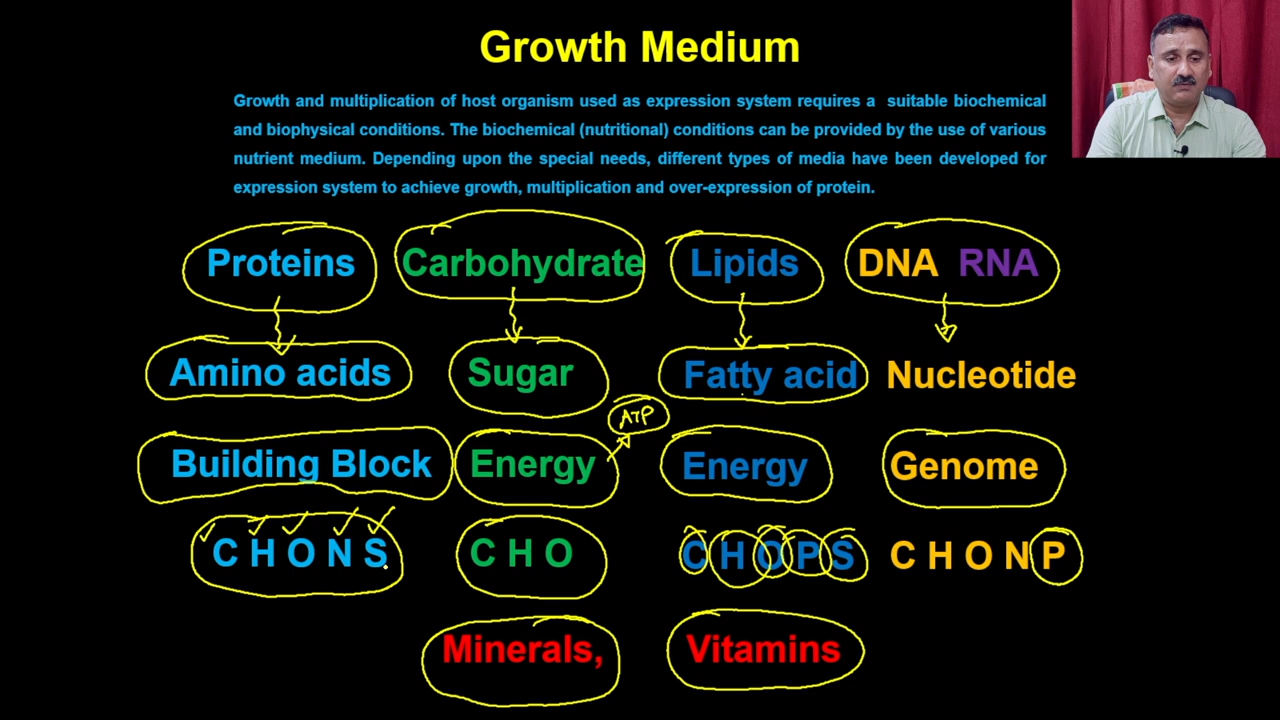 Growth Medium
Growth and multiplication of host organism used as expression system requires a suitable biochemical
and biophysical conditions. The biochemical (nutritional) conditions can be provided by the use of various
nutrient medium. Depending upon the special needs, different types of media have been developed for
expression system to achieve growth, multiplication and over-expression of protein.
Proteins Carbohydrate Lipids DNA RNA
Amino acids Sugar Fatty acid Nucleotide
ATP
Building Block Energy Energy Genome
C H O N S C H O C H O P S C H O N P
Minerals, Vitamins